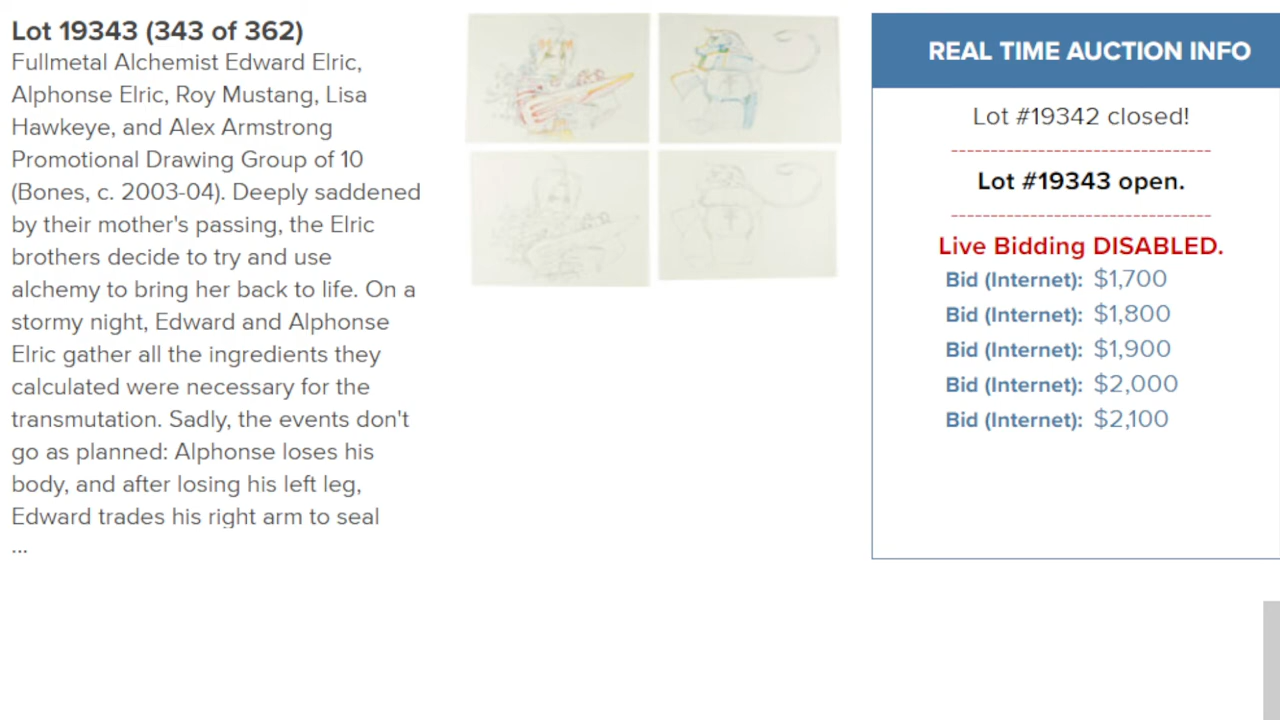 Lot 19343 (343 of 362)
Fullmetal Alchemist Edward Elric,
Alphonse Elric, Roy Mustang, Lisa
Hawkeye, and Alex Armstrong
Promotional Drawing Group of 10
(Bones, c. 2003-04). Deeply saddened
by their mother's passing, the Elric
brothers decide to try and use
alchemy to bring her back to life. On a
stormy night, Edward and Alphonse
Elric gather all the ingredients they
calculated were necessary for the
transmutation. Sadly, the events don't
go as planned: Alphonse loses his
body, and after losing his left leg,
Edward trades his right arm to seal
...
REAL TIME AUCTION INFO
Lot #19342 closed!
--------------------------------
Lot #19343 open.
--------------------------------
Live Bidding DISABLED.
Bid (Internet): $1,700
Bid (Internet): $1,800
Bid (Internet): $1,900
Bid (Internet): $2,000
Bid (Internet): $2,100